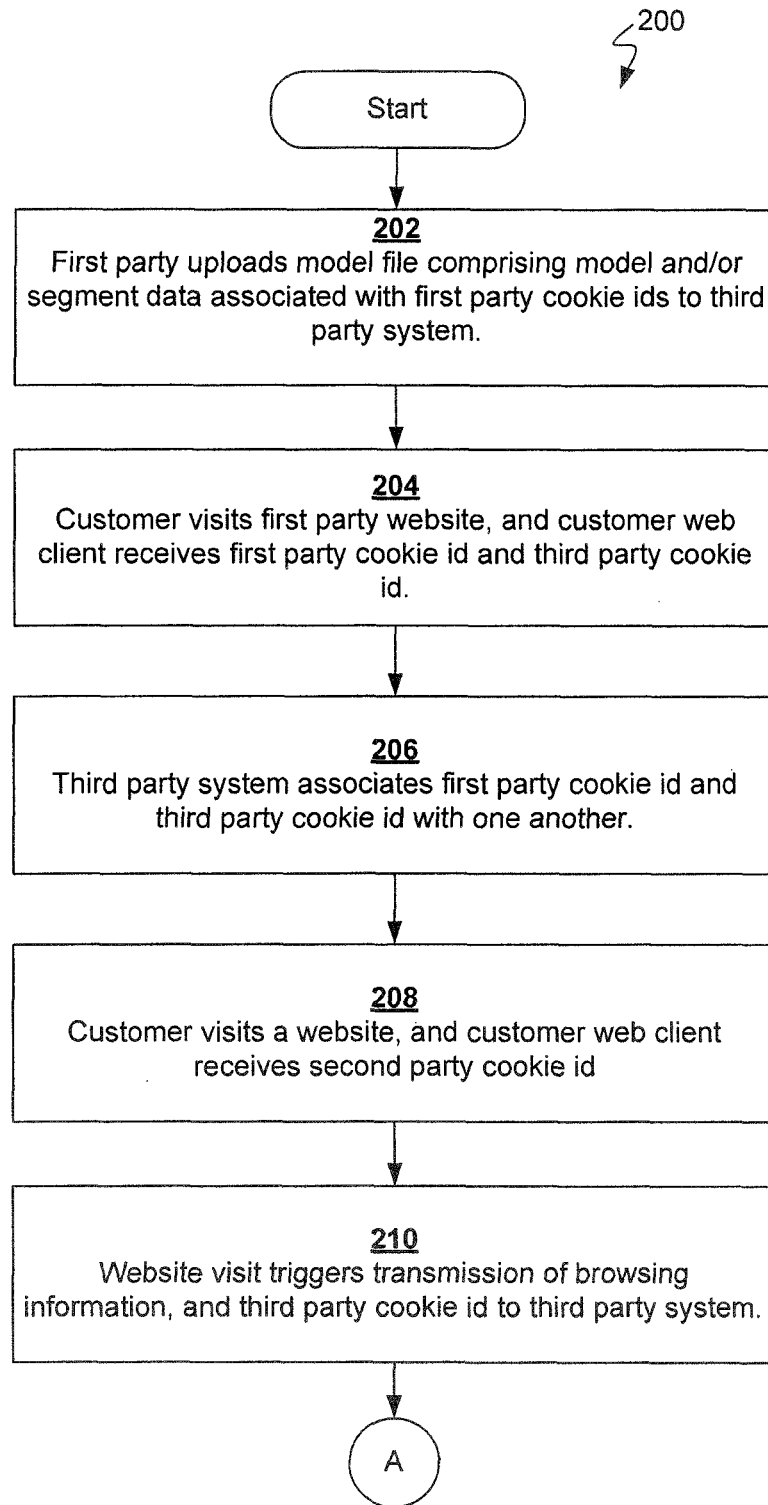 200
Start
202
First party uploads model file comprising model and/or
segment data associated with first party cookie ids to third
party system.
204
Customer visits first party website, and customer web
client receives first party cookie id and third party cookie
id.
206
Third party system associates first party cookie id and
third party cookie id with one another.
208
Customer visits a website, and customer web client
receives second party cookie id
210
Website visit triggers transmission of browsing
information, and third party cookie id to third party system.
A